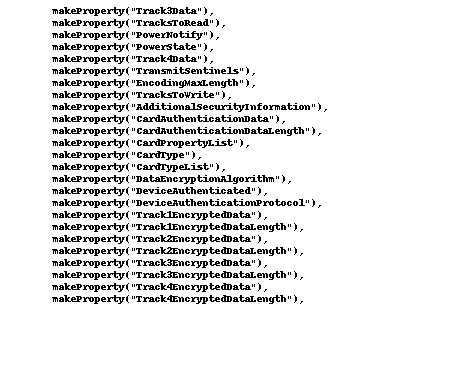 makeProperty("Track3Data"),
makeProperty("TracksToRead"),
makeProperty("PowerNotify"),
makeProperty("PowerState"),
makeProperty("Track4Data"),
makeProperty("TransmitSentinels"),
makeProperty("EncodingMaxLength"),
makeProperty("TracksToWrite"),
makeProperty("AdditionalSecurityInformation"),
makeProperty("CardAuthenticationData"),
makeProperty("CardAuthenticationDataLength"),
makeProperty("CardPropertyList"),
makeProperty("CardType"),
makeProperty("CardTypeList"),
makeProperty("DataEncryptionAlgorithm"),
makeProperty("DeviceAuthenticated"),
makeProperty("DeviceAuthenticationProtocol"),
makeProperty("Track1EncryptedData"),
makeProperty("Track1EncryptedDataLength"),
makeProperty("Track2EncryptedData"),
makeProperty("Track2EncryptedDataLength"),
makeProperty("Track3EncryptedData"),
makeProperty("Track3EncryptedDataLength"),
makeProperty("Track4EncryptedData"),
makeProperty("Track4EncryptedDataLength"),